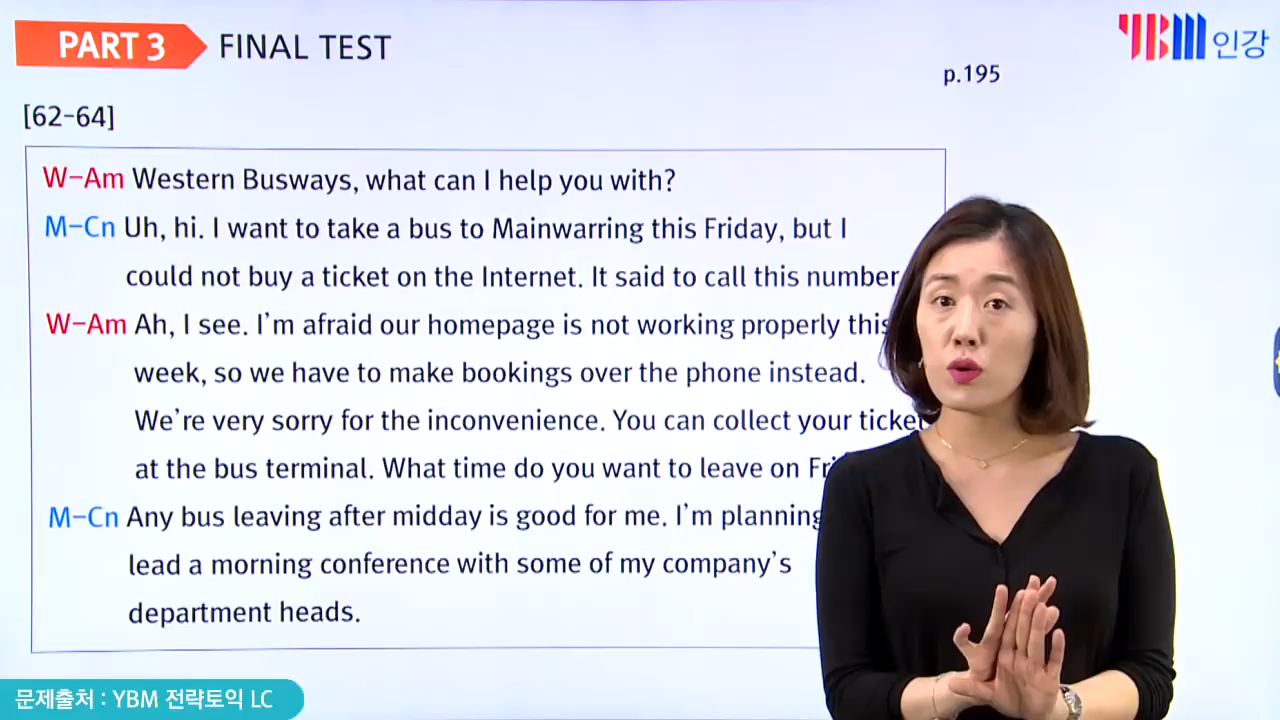 PART 3
FINAL TEST
YBM 인강
p.195
[62-64]
W-Am Western Busways, what can I help you with?
M-Cn Uh, hi. I want to take a bus to Mainwarring this Friday, but I
could not buy a ticket on the Internet. It said to call this number
W-Am Ah, I see. I'm afraid our homepage is not working properly this
week, so we have to make bookings over the phone instead.
We're very sorry for the inconvenience. You can collect your ticket
at the bus terminal. What time do you want to leave on
M-Cn Any bus leaving after midday is good for me. I'm planning
lead a morning conference with some of my company's
department heads.
문제출처 : YBM 전략토익 LC